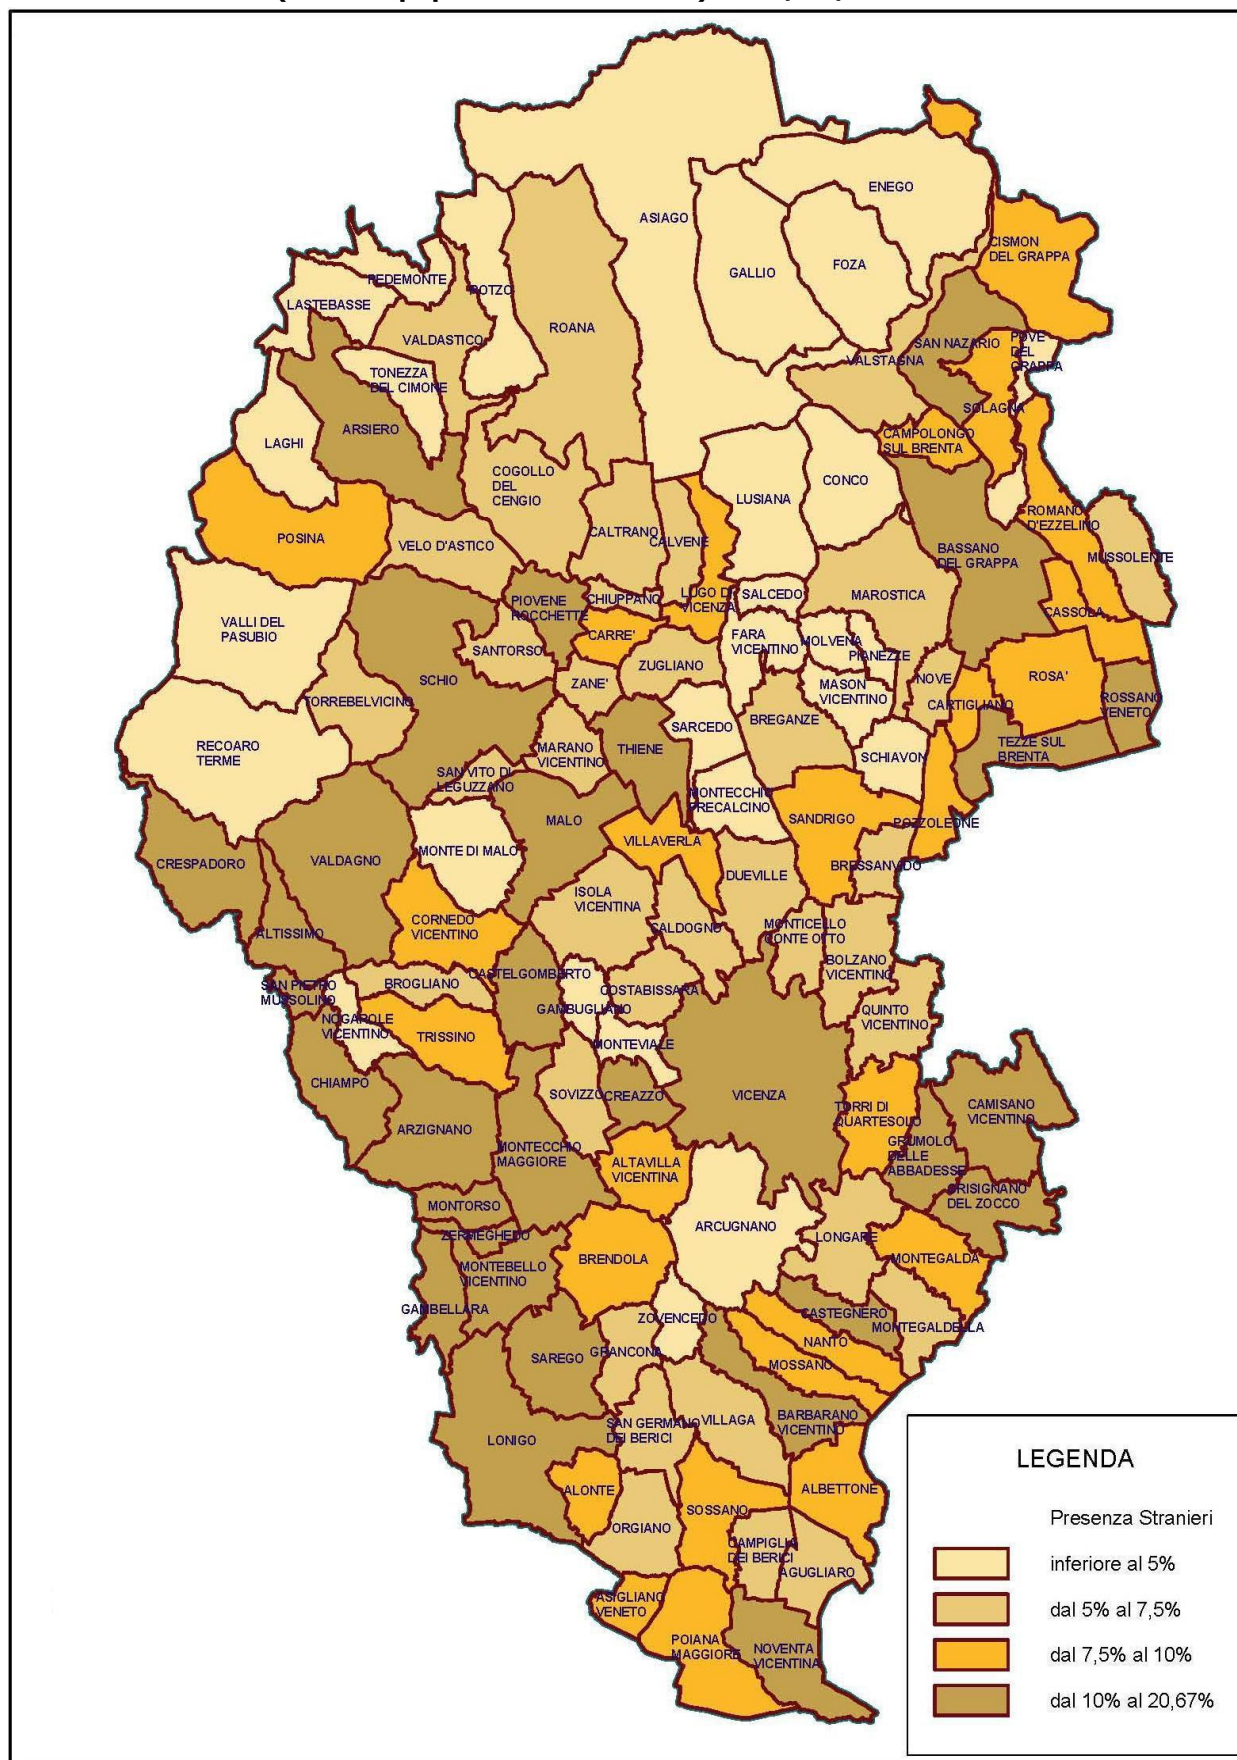 ENEGO
ASIAGO
CISMON
DEL GRAPPA
FOZA
GALLIO
PEDEMONTE
ROTZO
LASTEBASSE
ROANA
VALDASTICO
SAN NAZARIO
POVE
DEL
GRAPPA
VALSTAGNA
TONEZZA
DEL CIMONE
SOLAGNA
ARSIERO
LAGHI
CAMPOLONGO
SUL BRENTA
COGOLLO
DEL
CENGIO
CONCO
LUSIANA
ROMANO
D'EZZELINO
POSINA
VELO D'ASTICO
CALTRANO
CALVENE
BASSANO
DEL GRAPPA
MUSSOLENTE
LUGO DI
VICENZA
SALCEDO
MAROSTICA
CHIUPPANO
PIOVENE
ROCCHETTE
CASSOLA
VALLI DEL
PASUBIO
CARRE'
FARA
VICENTINO
MOLVENA
PIANEZZE
SANTORSO
ZUGLIANO
SCHIO
ZANE'
MASON
VICENTINO
NOVE
ROSA'
TORREBELVICINO
CARTIGLIANO
ROSSANO
VENETO
SARCEDO
BREGANZE
RECOARO
TERME
MARANO
VICENTINO
THIENE
SCHIAVON
TEZZE SUL
BRENTA
SAN VITO DI
LEGUZZANO
MONTECCHIO
PRECALCINO
MALO
SANDRIGO
POZZOLEONE
VILLAVERLA
MONTE DI MALO
CRESPADORO
VALDAGNO
DUEVILLE
BRESSANVIDO
ISOLA
VICENTINA
CORNEDO
VICENTINO
CALDOGNO
MONTICELLO
CONTE OTTO
ALTISSIMO
BOLZANO
VICENTINO
CASTELGOMBERTO
BROGLIANO
SAN PIETRO
MUSSOLINO
COSTABISSARA
GAMBUGLIANO
QUINTO
VICENTINO
NOGAROLE
VICENTINO
TRISSINO
MONTEVIALE
CHIAMPO
SOVIZZO
CREAZZO
VICENZA
TORRI DI
QUARTESOLO
CAMISANO
VICENTINO
ARZIGNANO
MONTECCHIO
MAGGIORE
GRUMOLO
DELLE
ABBADESSE
ALTAVILLA
VICENTINA
GRISIGNANO
DEL ZOCCO
MONTORSO
ARCUGNANO
LONGARE
ZERMEGHEDO
BRENDOLA
MONTEGALDA
MONTEBELLO
VICENTINO
GAMBELLARA
ZOVENCEDO
CASTEGNERO
MONTEGALDELLA
NANTO
GRANCONA
SAREGO
MOSSANO
BARBARANO
VICENTINO
SAN GERMANO
DEI BERICI
VILLAGA
LONIGO
ALONTE
ALBETTONE
SOSSANO
ORGIANO
CAMPIGLIA
DEI BERICI
AGUGLIARO
ASIGLIANO
VENETO
POIANA
MAGGIORE
NOVENTA
VICENTINA
LEGENDA
Presenza Stranieri
inferiore al 5%
dal 5% al 7,5%
dal 7,5% al 10%
dal 10% al 20,67%